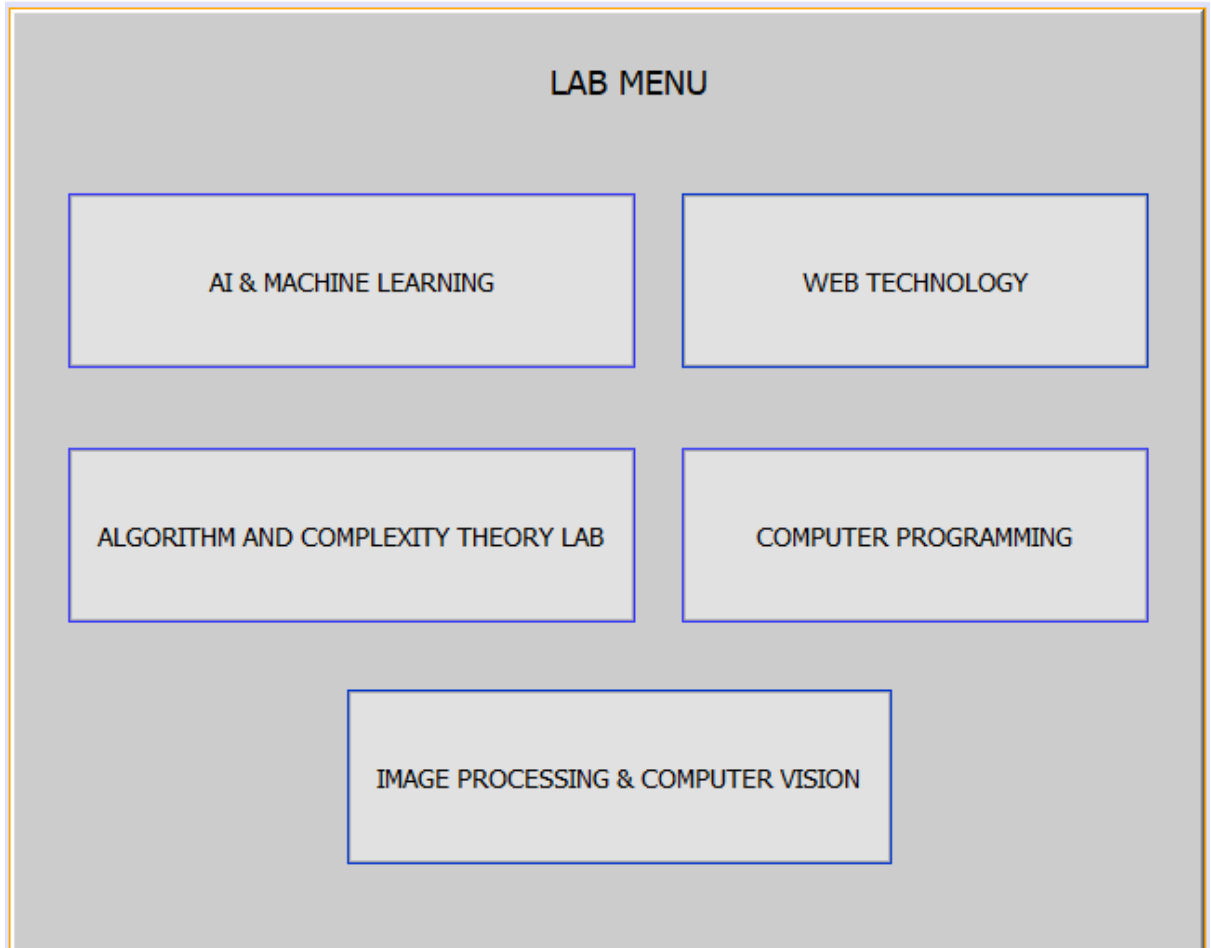 LAB MENU
AI & MACHINE LEARNING
WEB TECHNOLOGY
ALGORITHM AND COMPLEXITY THEORY LAB
COMPUTER PROGRAMMING
IMAGE PROCESSING & COMPUTER VISION